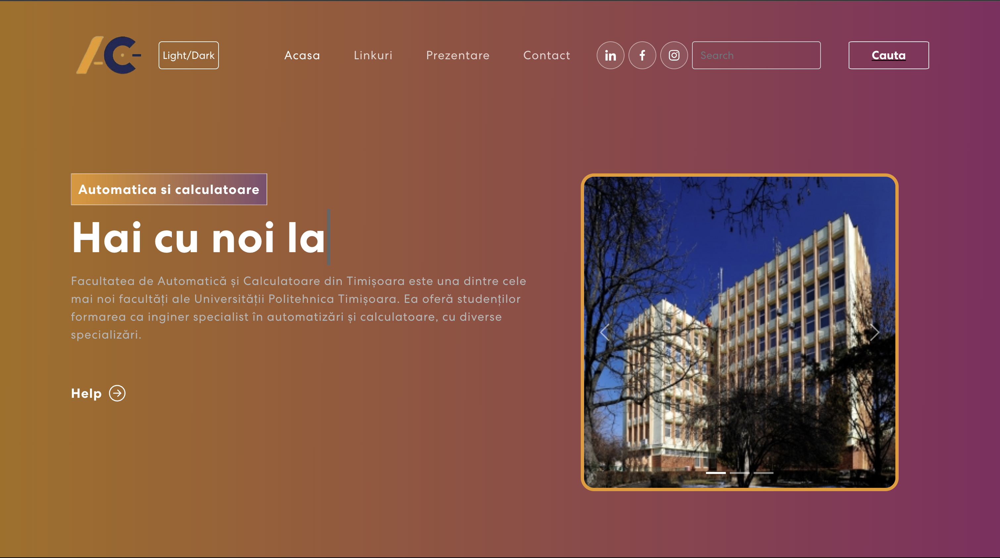 AC
Light/Dark
Acasa
Linkuri
Prezentare
Contact
in
f
Search
Cauta
Automatica si calculatoare
Hai cu noi la
Facultatea de Automatică și Calculatoare din Timișoara este una dintre cele
mai noi facultăți ale Universității Politehnica Timișoara. Ea oferă studenților
formarea ca inginer specialist în automatizări și calculatoare, cu diverse
specializări.
Help